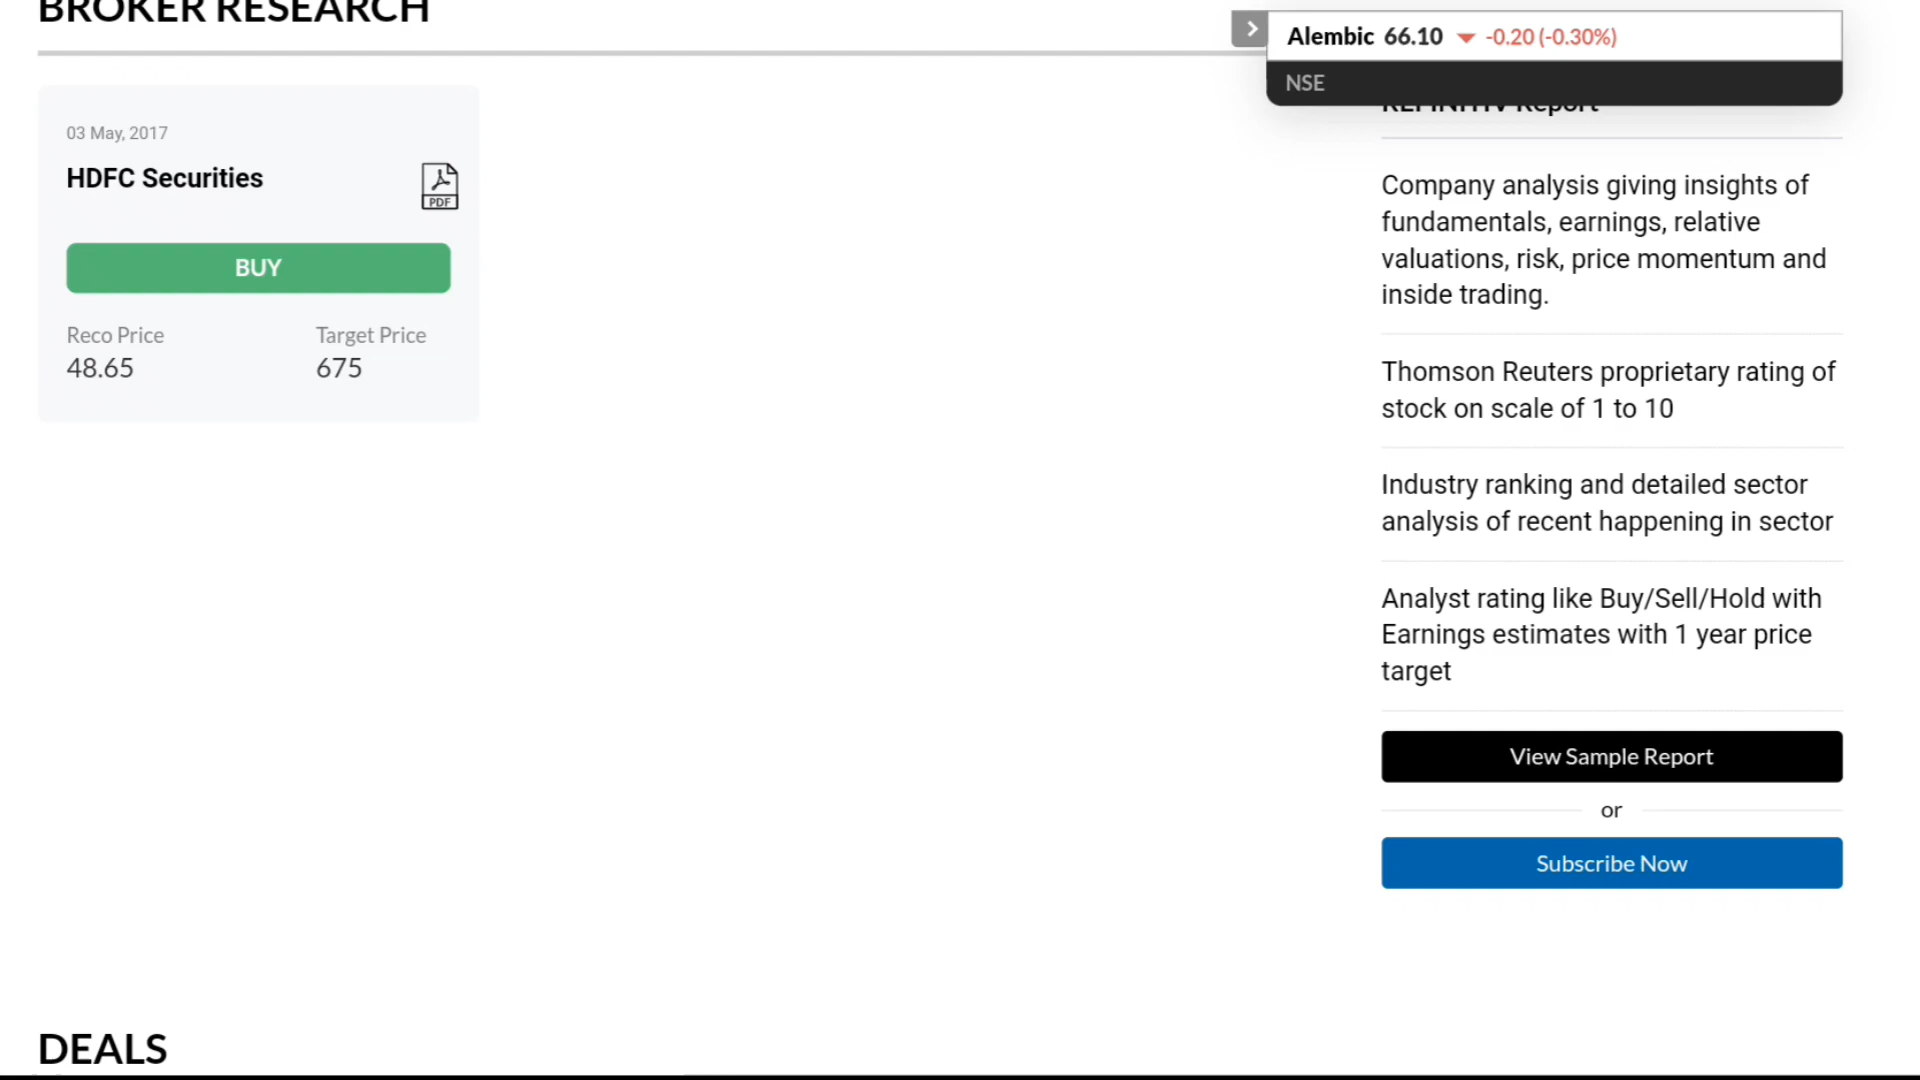 BROKER RESEARCH
Alembic 66.10 -0.20 (-0.30%)
NSE
03 May, 2017
HDFC Securities
PDF
BUY
Reco Price Target Price
48.65 675
REFINITIV Report
Company analysis giving insights of
fundamentals, earnings, relative
valuations, risk, price momentum and
inside trading.
Thomson Reuters proprietary rating of
stock on scale of 1 to 10
Industry ranking and detailed sector
analysis of recent happening in sector
Analyst rating like Buy/Sell/Hold with
Earnings estimates with 1 year price
target
View Sample Report
or
Subscribe Now
DEALS